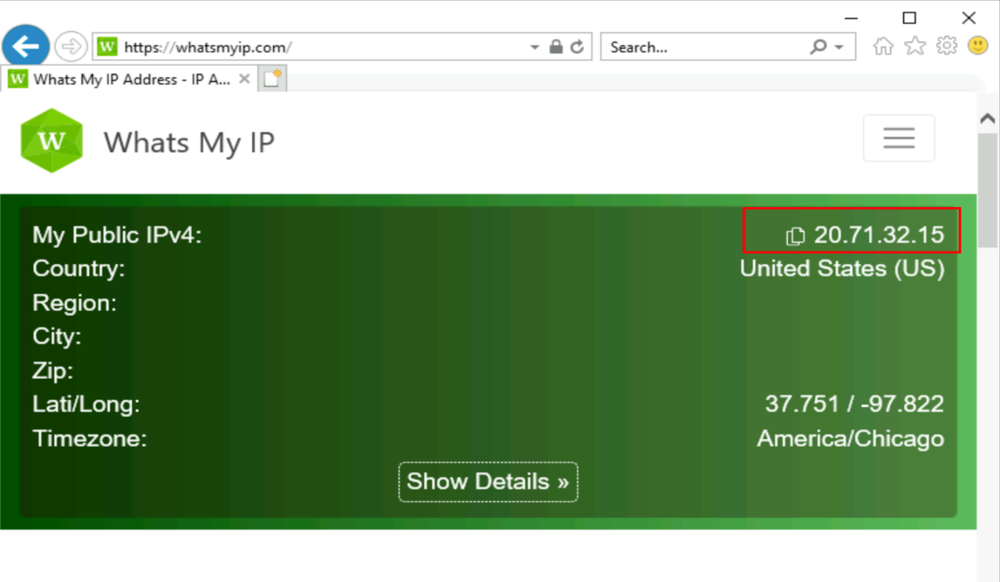 https://whatsmyip.com/
Search...
W Whats My IP Address - IP A...
W Whats My IP
My Public IPv4: 20.71.32.15
Country: United States (US)
Region:
City:
Zip:
Lati/Long: 37.751 / -97.822
Timezone: America/Chicago
Show Details »